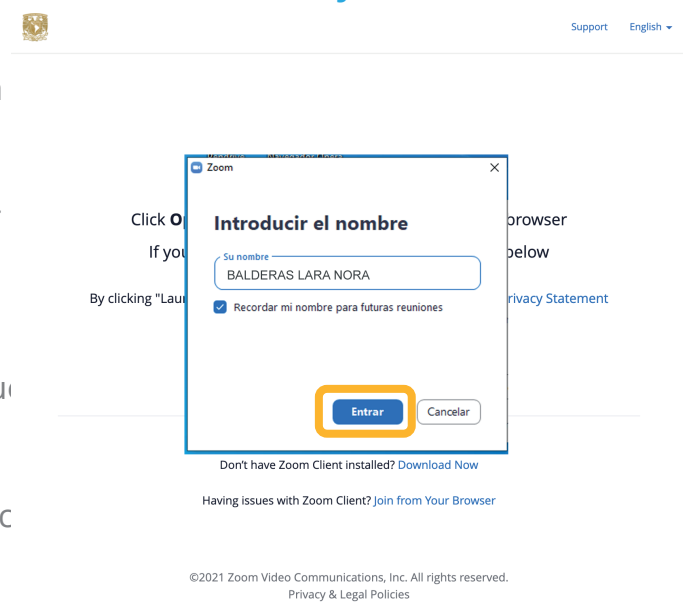 Support English
Zoom
Click O browser
Introducir el nombre
If you below
Su nombre
BALDERAS LARA NORA
By clicking "Lau rivacy Statement
Recordar mi nombre para futuras reuniones
Entrar Cancelar
Don't have Zoom Client installed? Download Now
Having issues with Zoom Client? Join from Your Browser
©2021 Zoom Video Communications, Inc. All rights reserved.
Privacy & Legal Policies